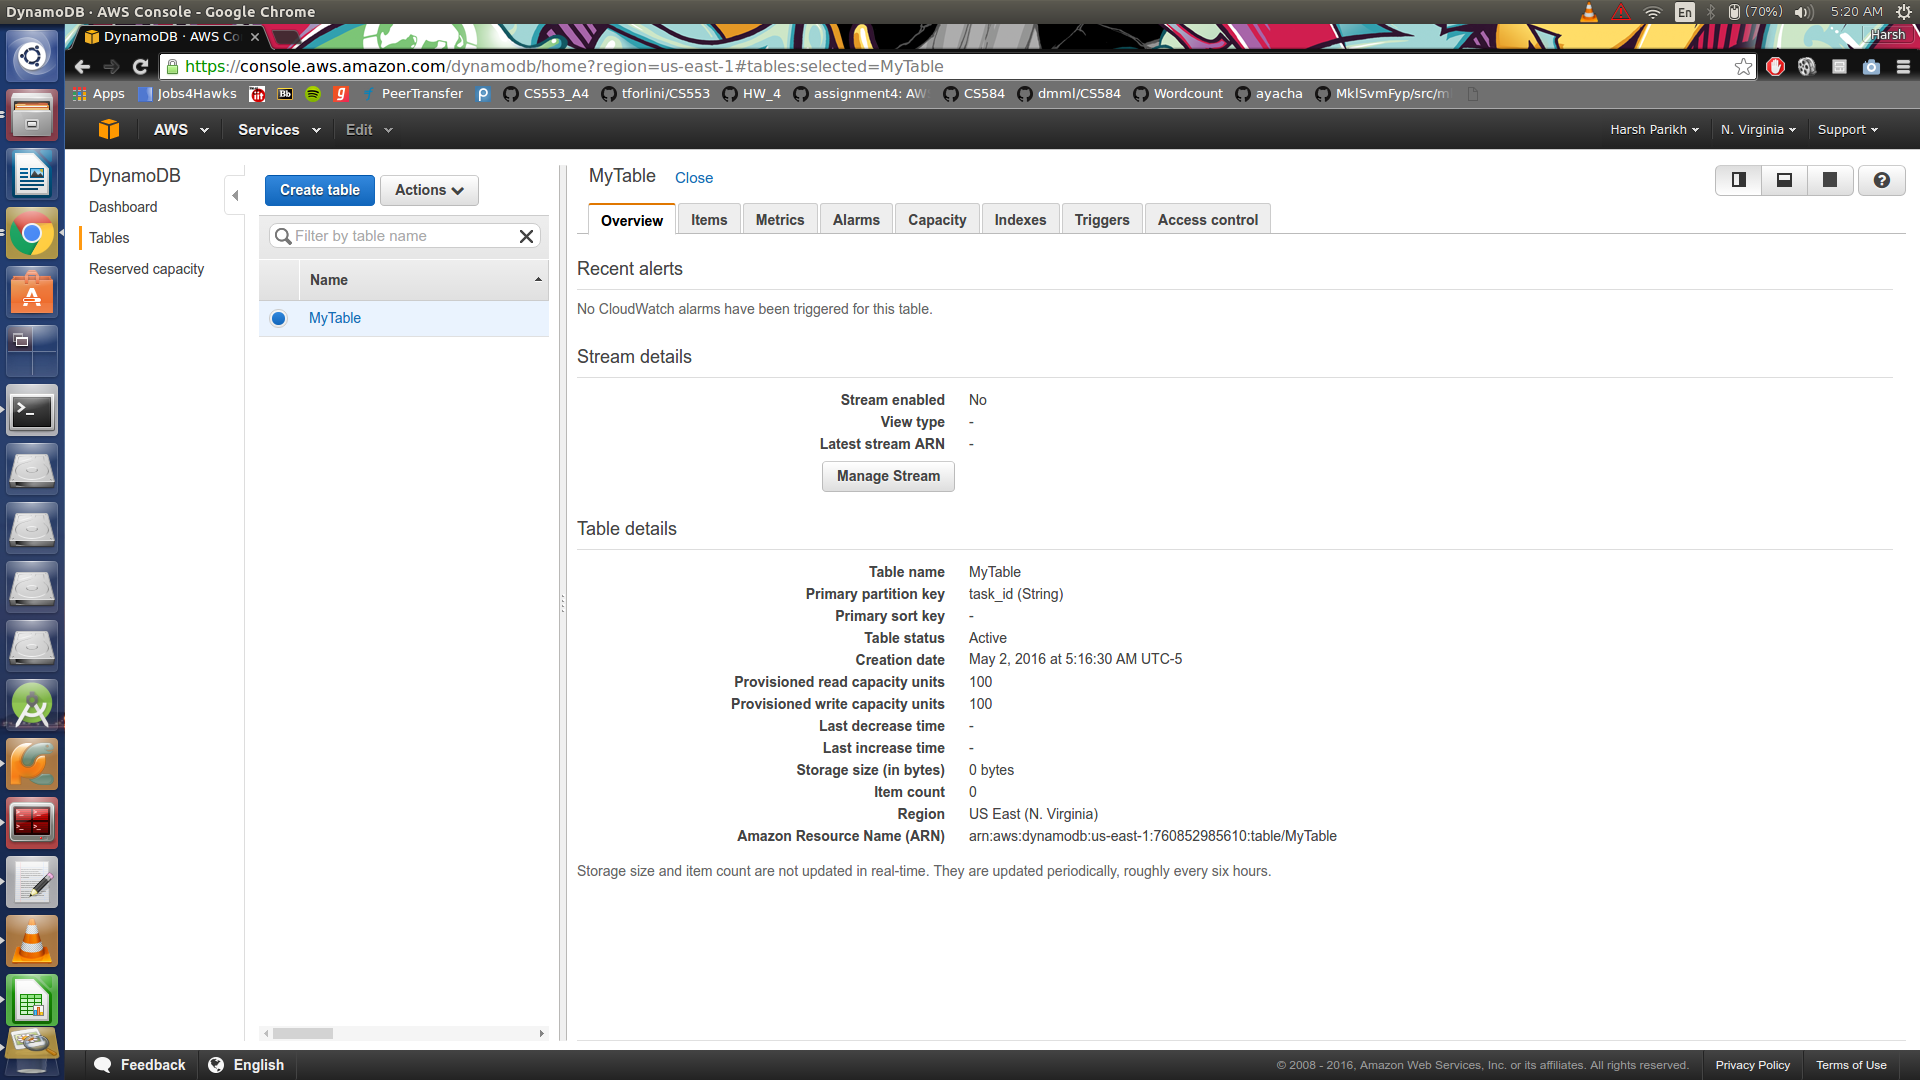 DynamoDB · AWS Console - Google Chrome
En
(70%)
5:20 AM
DynamoDB · AWS Co
Harsh
https://console.aws.amazon.com/dynamodb/home?region=us-east-1#tables:selected=MyTable
Apps
Jobs4Hawks
Bb
PeerTransfer
CS553_A4
tforlini/CS553
HW_4
assignment4: AW
CS584
dmml/CS584
Wordcount
ayacha
MklSvmFyp/src/m
AWS
Services
Edit
Harsh Parikh
N. Virginia
Support
DynamoDB
Dashboard
Tables
Reserved capacity
Create table
Actions
Filter by table name
Name
MyTable
MyTable
Close
Overview
Items
Metrics
Alarms
Capacity
Indexes
Triggers
Access control
Recent alerts
No CloudWatch alarms have been triggered for this table.
Stream details
Stream enabled No
View type -
Latest stream ARN -
Manage Stream
Table details
Table name MyTable
Primary partition key task_id (String)
Primary sort key -
Table status Active
Creation date May 2, 2016 at 5:16:30 AM UTC-5
Provisioned read capacity units 100
Provisioned write capacity units 100
Last decrease time -
Last increase time -
Storage size (in bytes) 0 bytes
Item count 0
Region US East (N. Virginia)
Amazon Resource Name (ARN) arn:aws:dynamodb:us-east-1:760852985610:table/MyTable
Storage size and item count are not updated in real-time. They are updated periodically, roughly every six hours.
Feedback
English
© 2008 - 2016, Amazon Web Services, Inc. or its affiliates. All rights reserved.
Privacy Policy
Terms of Use